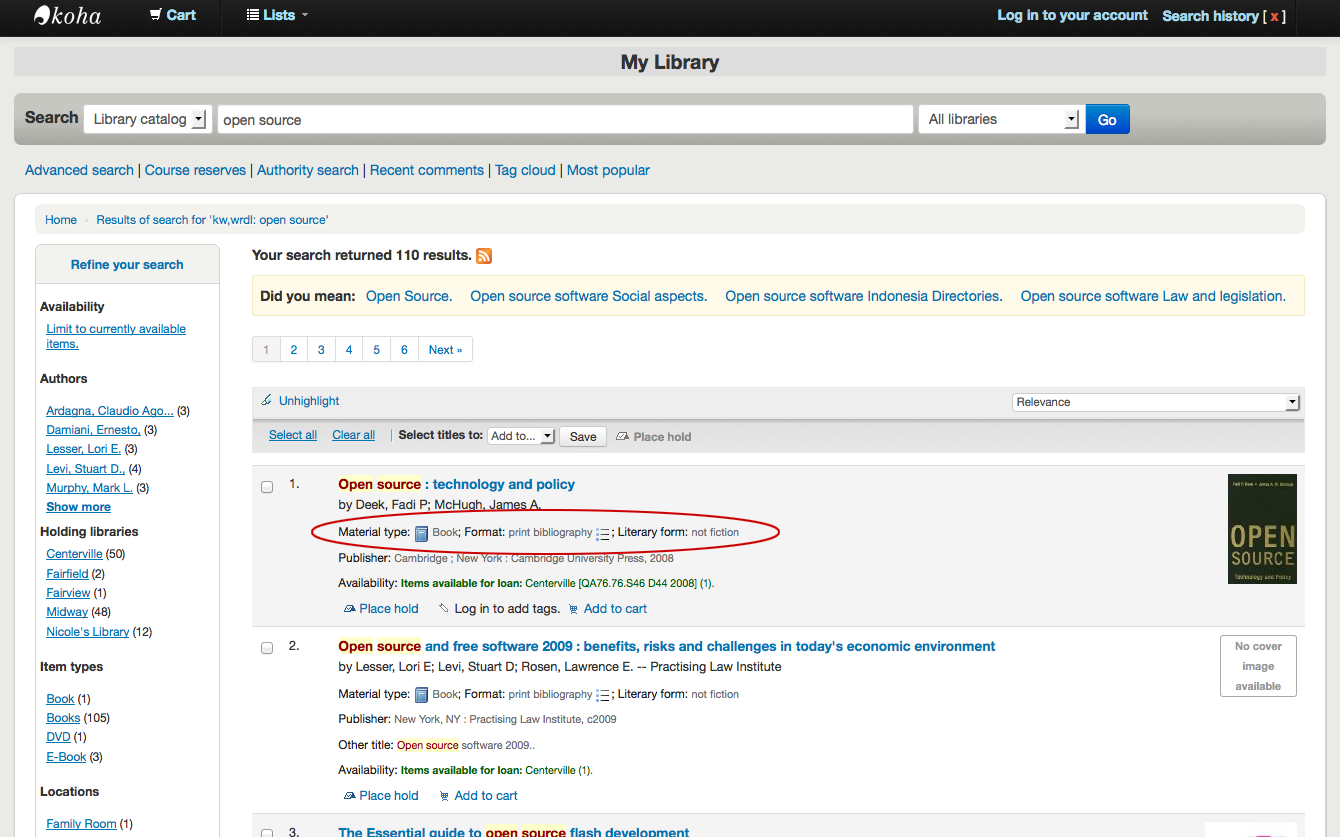 koha Cart Lists Log in to your account Search history [ x ]
My Library
Search Library catalog open source All libraries Go
Advanced search | Course reserves | Authority search | Recent comments | Tag cloud | Most popular
Home Results of search for 'kw,wrdl: open source'
Refine your search
Availability
Limit to currently available
items.
Authors
Ardagna, Claudio Ago... (3)
Damiani, Ernesto, (3)
Lesser, Lori E. (3)
Levi, Stuart D., (4)
Murphy, Mark L. (3)
Show more
Holding libraries
Centerville (50)
Fairfield (2)
Fairview (1)
Midway (48)
Nicole's Library (12)
Item types
Book (1)
Books (105)
DVD (1)
E-Book (3)
Locations
Family Room (1)
Your search returned 110 results.
Did you mean: Open Source. Open source software Social aspects. Open source software Indonesia Directories. Open source software Law and legislation.
1 2 3 4 5 6 Next »
Unhighlight Relevance
Select all Clear all | Select titles to: Add to... Save Place hold
1. Open source : technology and policy
by Deek, Fadi P; McHugh, James A.
Material type: Book; Format: print bibliography ; Literary form: not fiction
Publisher: Cambridge ; New York : Cambridge University Press, 2008
Availability: Items available for loan: Centerville [QA76.76.S46 D44 2008] (1).
Place hold Log in to add tags. Add to cart
Fadi P. Deek • James A. M. McHugh
OPEN
SOURCE
Technology and Policy
2. Open source and free software 2009 : benefits, risks and challenges in today's economic environment
by Lesser, Lori E; Levi, Stuart D; Rosen, Lawrence E. -- Practising Law Institute
Material type: Book; Format: print bibliography ; Literary form: not fiction
Publisher: New York, NY : Practising Law Institute, c2009
Other title: Open source software 2009..
Availability: Items available for loan: Centerville (1).
Place hold Add to cart
No cover
image
available
3. The Essential guide to open source flash development